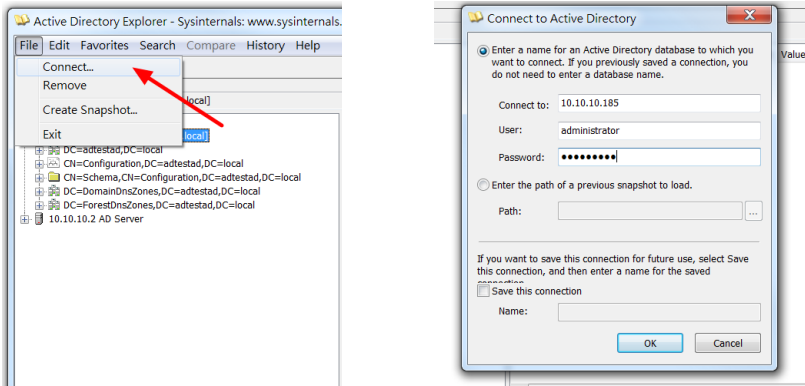 Active Directory Explorer - Sysinternals: www.sysinternals.
File Edit Favorites Search Compare History Help
Connect...
Remove
Create Snapshot...
Exit
local]
local]
DC=adtestad,DC=local
CN=Configuration,DC=adtestad,DC=local
CN=Schema,CN=Configuration,DC=adtestad,DC=local
DC=DomainDnsZones,DC=adtestad,DC=local
DC=ForestDnsZones,DC=adtestad,DC=local
10.10.10.2 AD Server
Connect to Active Directory
Value
Enter a name for an Active Directory database to which you
want to connect. If you previously saved a connection, you
do not need to enter a database name.
Connect to: 10.10.10.185
User: administrator
Password: ●●●●●●●●●
Enter the path of a previous snapshot to load.
Path: ...
If you want to save this connection for future use, select Save
this connection, and then enter a name for the saved
Save this connection
Name:
OK Cancel